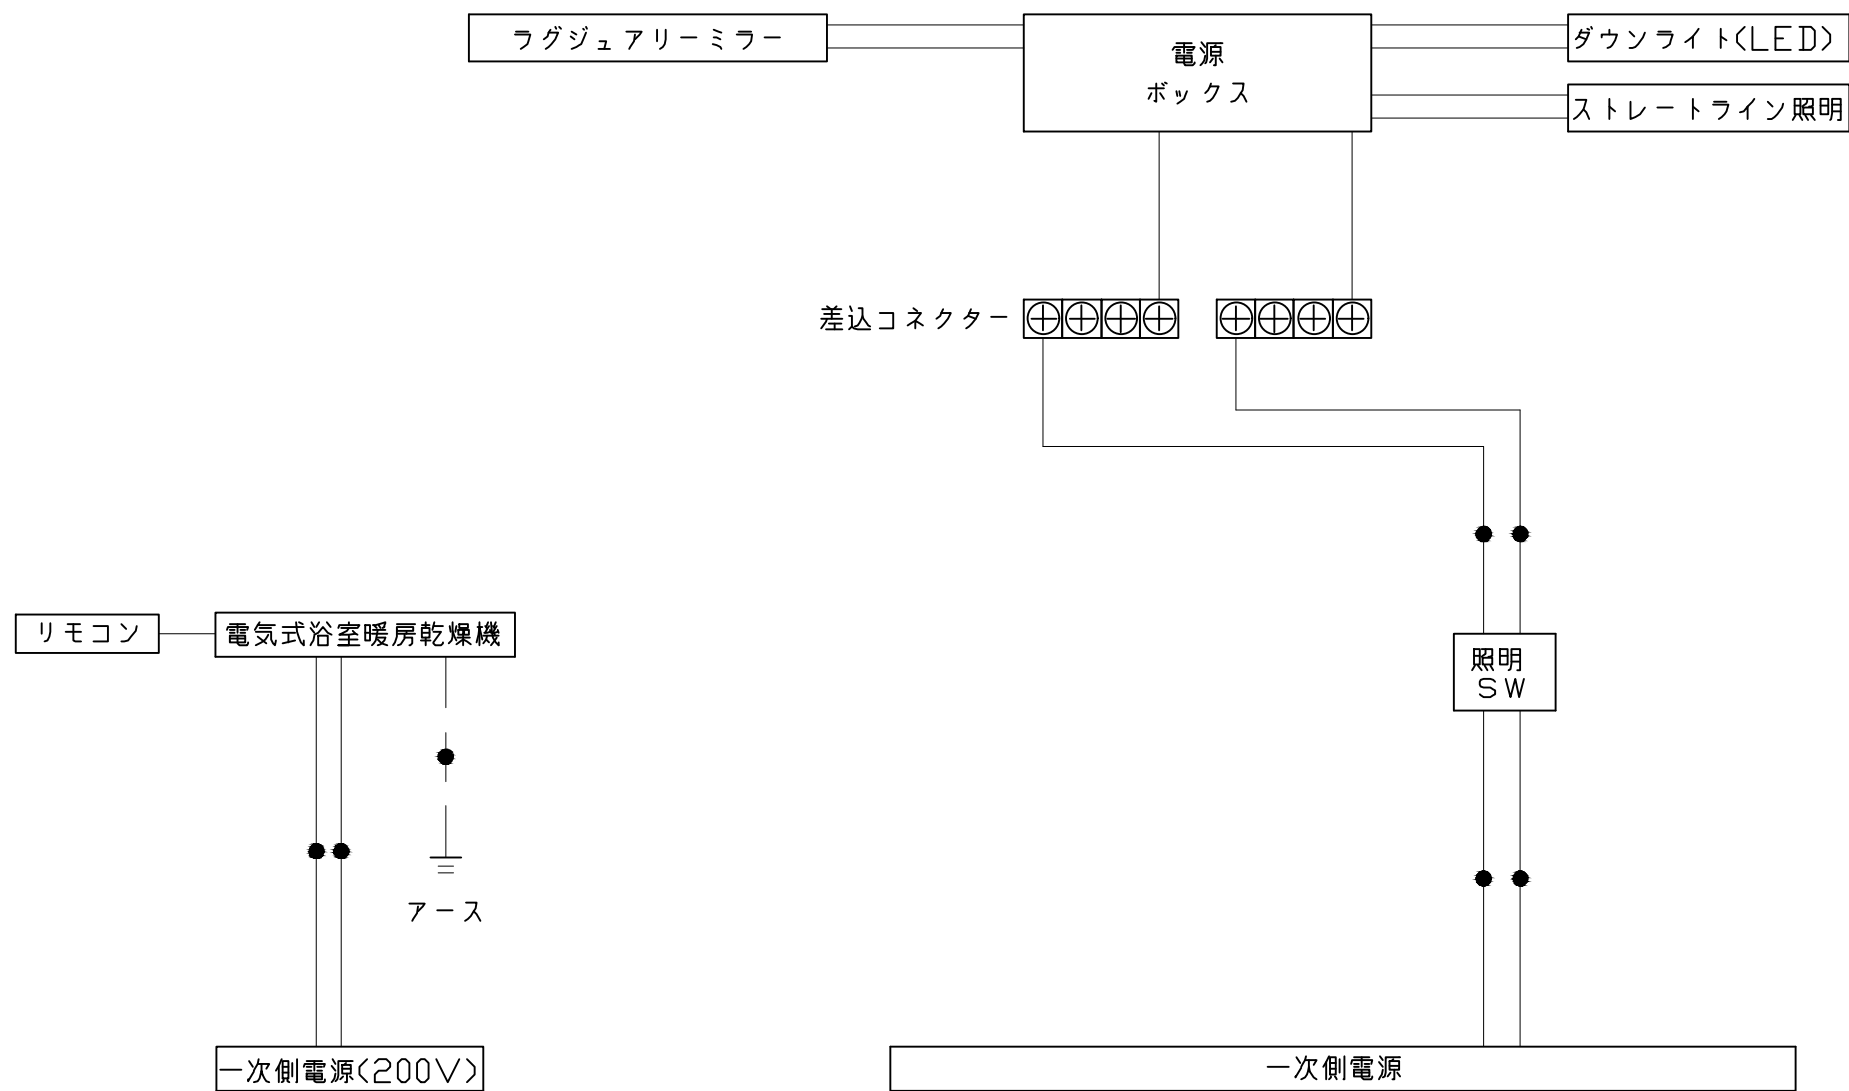 ラグジュアリーミラー
電源
ボックス
ダウンライト(LED)
ストレートライン照明
差込コネクター
リモコン
電気式浴室暖房乾燥機
照明
SW
アース
一次側電源(200V)
一次側電源